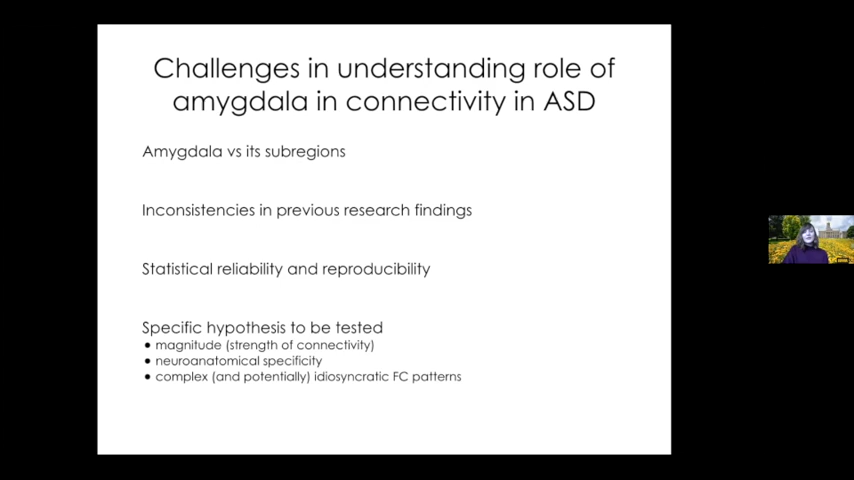 Challenges in understanding role of
amygdala in connectivity in ASD
Amygdala vs its subregions
Inconsistencies in previous research findings
Statistical reliability and reproducibility
Specific hypothesis to be tested
• magnitude (strength of connectivity)
• neuroanatomical specificity
• complex (and potentially) idiosyncratic FC patterns